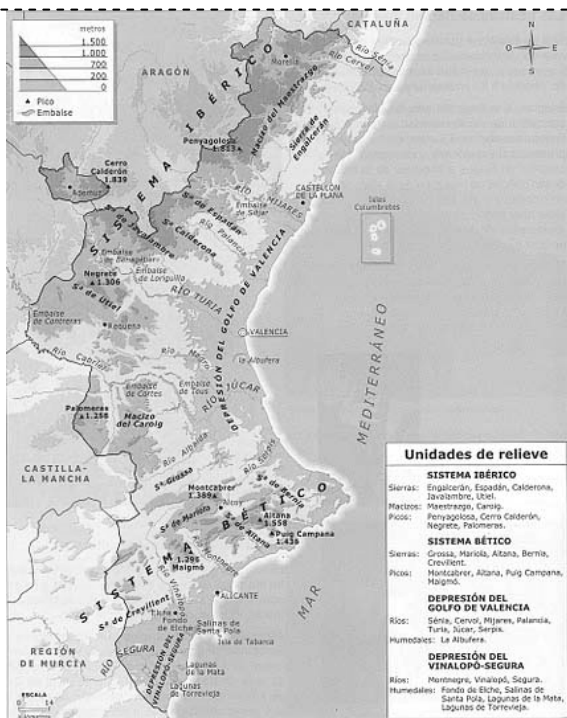 metros
1.500
1.000
700
200
0
Pico
Embalse
CATALUÑA
N
O
E
S
ARAGÓN
Río Sénia
Río Cervol
Morella
SISTEMA IBÉRICO
Macizo del Maestrazgo
Sierra de Engalcerán
Penyagolosa
1.813
Cerro
Calderón
1.839
Ademuz
RÍO MIJARES
CASTELLÓN
DE LA PLANA
Embalse
de Sitjar
Sª de Espadán
Río Palancia
Sª Calderona
Sª de Javalambre
Islas
Columbretes
Embalse
de Benagéber
Embalse
de Loriguilla
Negrete
1.306
Sª de Utiel
RÍO TURIA
DEPRESIÓN DEL GOLFO DE VALENCIA
Embalse
de Contreras
Requena
VALENCIA
Río Cabriel
Río Magro
la Albufera
MEDITERRÁNEO
Embalse
de Cortes
Embalse
de Tous
RÍO JÚCAR
Palomeras
1.258
Macizo
del Caroig
CASTILLA-
LA MANCHA
Río Albaida
Río Serpis
Sª Grossa
Sª de Bernia
Montcabrer
1.389
Alcoy
Sª de Mariola
Aitana
1.558
Sª de Aitana
Puig Campana
SISTEMA BÉTICO
Maigmó
Río Montnegre
Río Vinalopó
ALICANTE
MAR
Sª de Crevillent
Elche
Fondo
de Elche
Salinas de
Santa Pola
Isla de Tabarca
REGIÓN
DE MURCIA
RÍO SEGURA
DEPRESIÓN DEL
VINALOPÓ-SEGURA
Lagunas
de la Mata
Lagunas
de Torrevieja
ESCALA
0 14
Unidades de relieve
SISTEMA IBÉRICO
Sierras: Engalcerán, Espadán, Calderona,
Javalambre, Utiel.
Macizos: Maestrazgo, Caroig.
Picos: Penyagolosa, Cerro Calderón,
Negrete, Palomeras.
SISTEMA BÉTICO
Sierras: Grossa, Mariola, Aitana, Bernia,
Crevillent.
Picos: Montcabrer, Aitana, Puig Campana,
Maigmó.
DEPRESIÓN DEL
GOLFO DE VALENCIA
Ríos: Sénia, Cervol, Mijares, Palancia,
Turia, Júcar, Serpis.
Humedales: La Albufera.
DEPRESIÓN DEL
VINALOPÓ-SEGURA
Ríos: Montnegre, Vinalopó, Segura.
Humedales: Fondo de Elche, Salinas de
Santa Pola, Lagunas de la Mata,
Lagunas de Torrevieja.